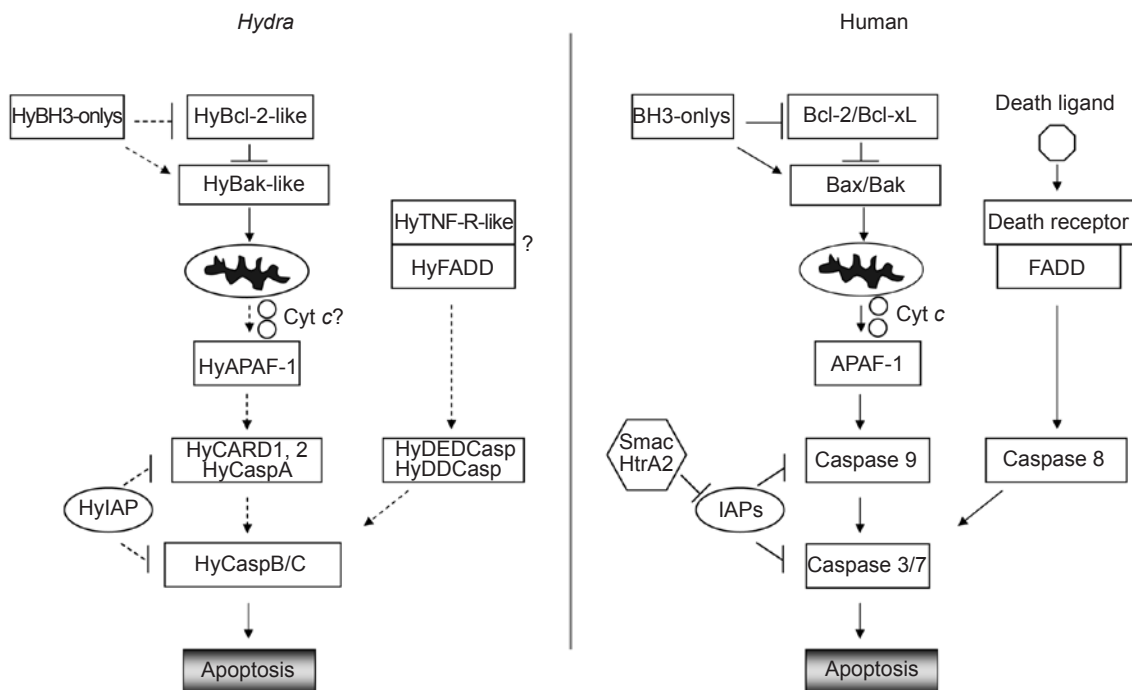 Hydra
HyBH3-onlys
HyBcl-2-like
HyBak-like
HyTNF-R-like
?
HyFADD
Cyt c?
HyAPAF-1
HyCARD1, 2
HyCaspA
HyDEDCasp
HyDDCasp
HyIAP
HyCaspB/C
Apoptosis
Human
BH3-onlys
Bcl-2/Bcl-xL
Death ligand
Bax/Bak
Death receptor
FADD
Cyt c
APAF-1
Smac
HtrA2
Caspase 9
Caspase 8
IAPs
Caspase 3/7
Apoptosis